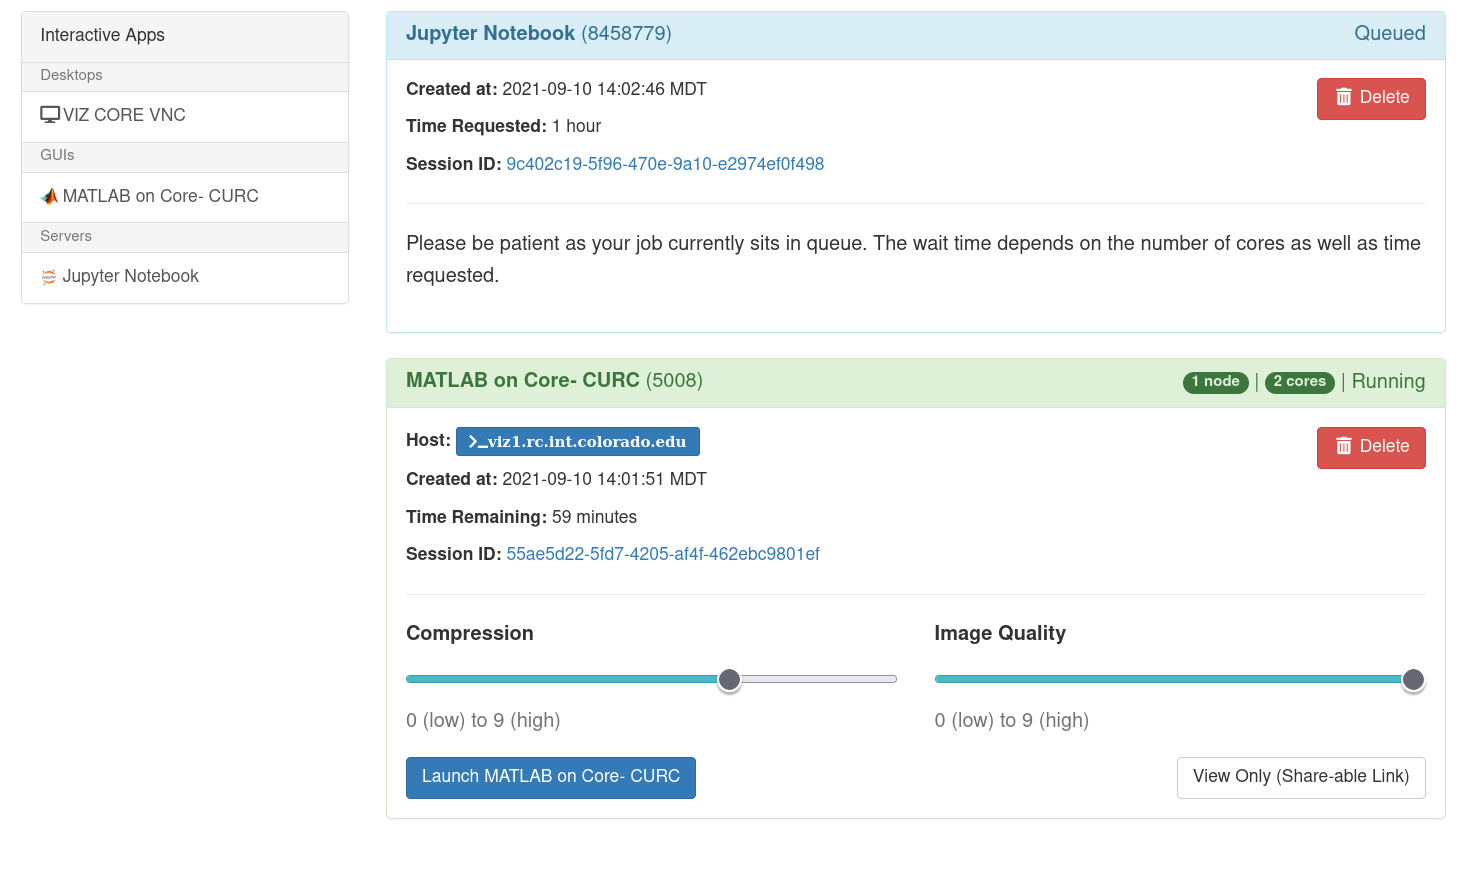 Interactive Apps
Desktops
VIZ CORE VNC
GUIs
MATLAB on Core- CURC
Servers
Jupyter Notebook
Jupyter Notebook (8458779)
Queued
Created at: 2021-09-10 14:02:46 MDT
Delete
Time Requested: 1 hour
Session ID: 9c402c19-5f96-470e-9a10-e2974ef0f498
Please be patient as your job currently sits in queue. The wait time depends on the number of cores as well as time
requested.
MATLAB on Core- CURC (5008)
1 node | 2 cores | Running
Host: >_viz1.rc.int.colorado.edu
Delete
Created at: 2021-09-10 14:01:51 MDT
Time Remaining: 59 minutes
Session ID: 55ae5d22-5fd7-4205-af4f-462ebc9801ef
Compression
Image Quality
0 (low) to 9 (high)
0 (low) to 9 (high)
Launch MATLAB on Core- CURC
View Only (Share-able Link)